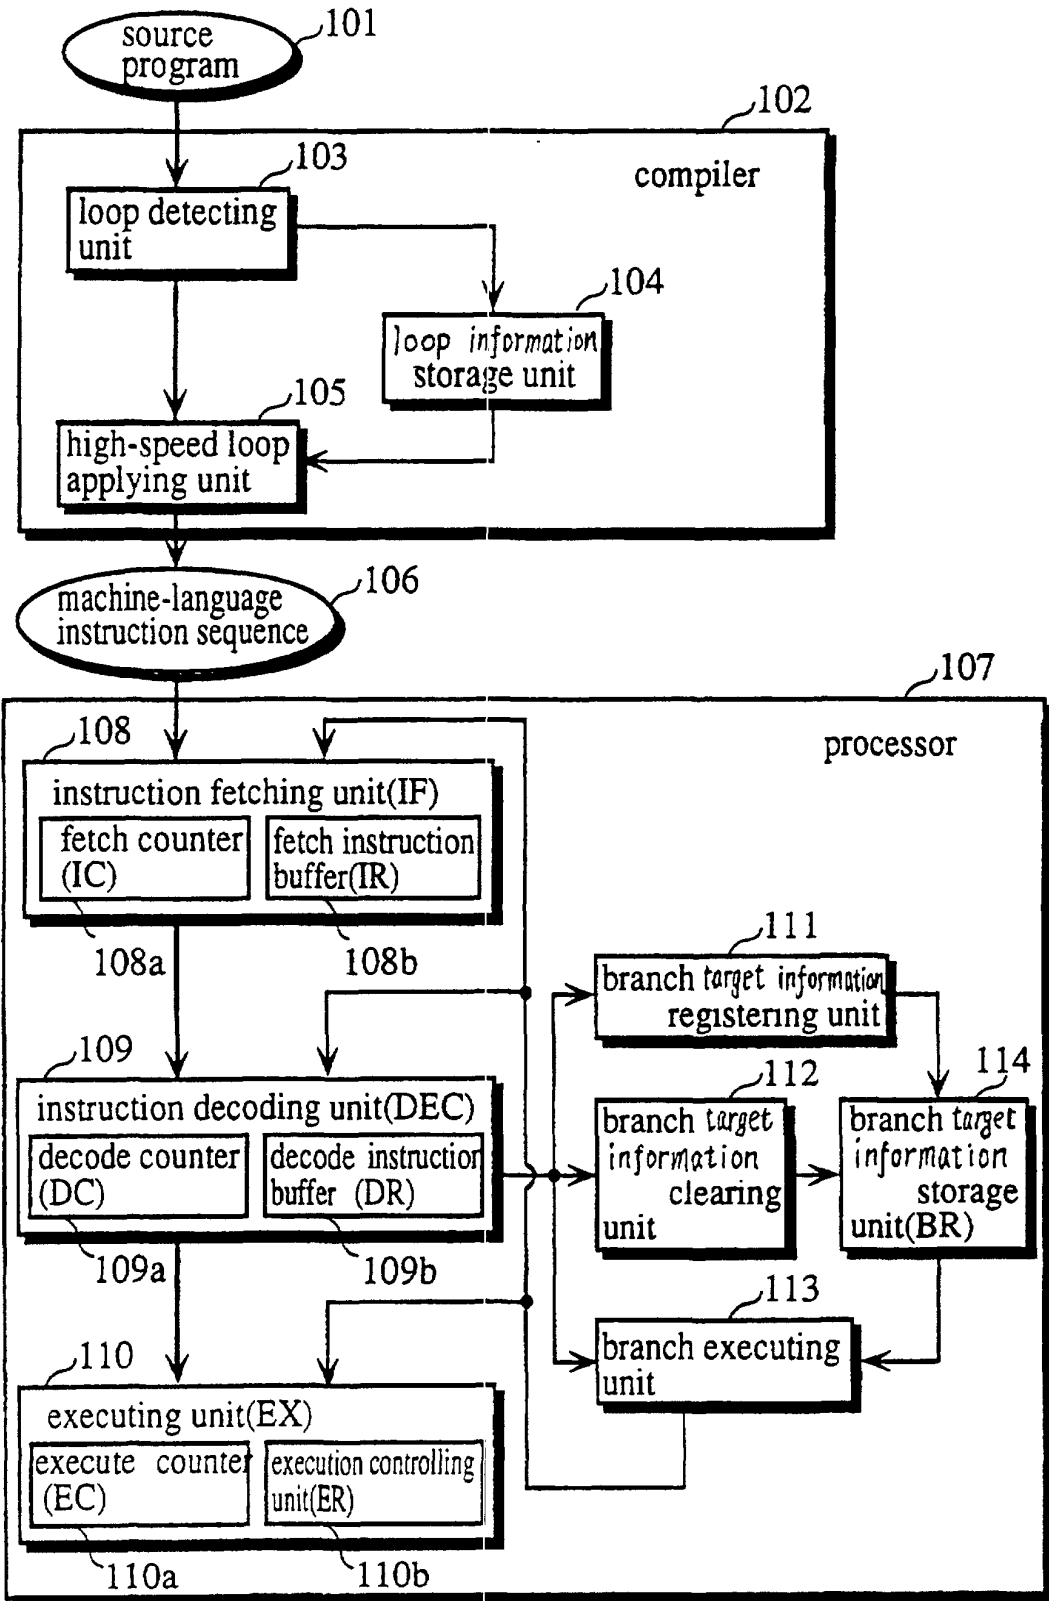 source
program
101
102
compiler
103
loop detecting
unit
104
loop information
storage unit
105
high-speed loop
applying unit
106
machine-language
instruction sequence
107
processor
108
instruction fetching unit(IF)
fetch counter
(IC)
fetch instruction
buffer(IR)
108a
108b
111
branch target information
registering unit
109
instruction decoding unit(DEC)
decode counter
(DC)
decode instruction
buffer (DR)
109a
109b
112
branch target
information
clearing
unit
114
branch target
information
storage
unit(BR)
113
branch executing
unit
110
executing unit(EX)
execute counter
(EC)
execution controlling
unit(ER)
110a
110b